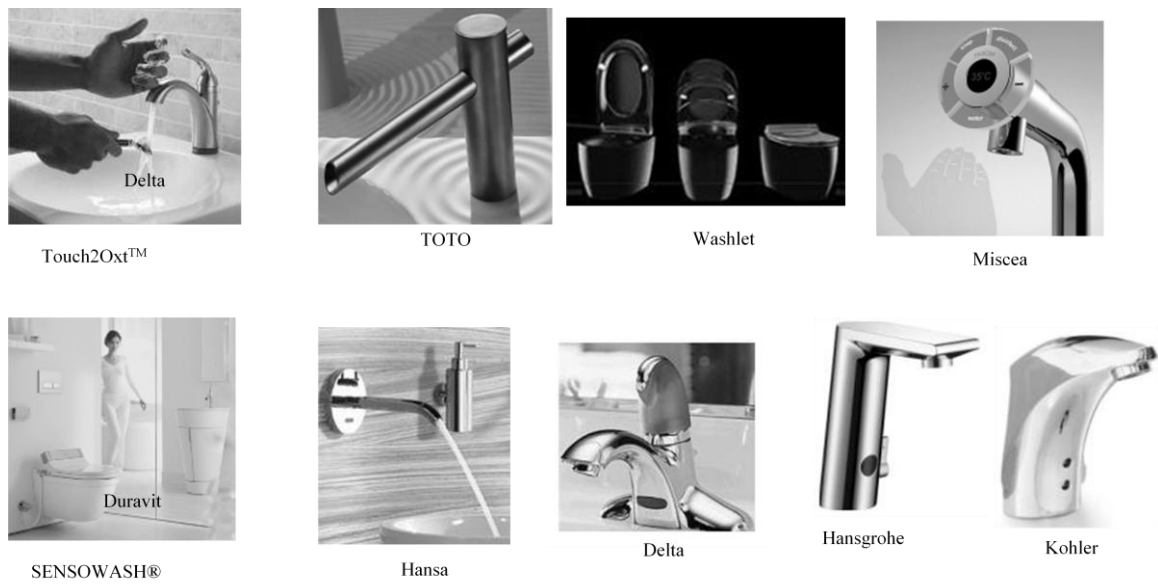 Delta
Touch2Oxt™
TOTO
Washlet
35°C
Miscea
Duravit
SENSOWASH®
Hansa
Delta
Hansgrohe
Kohler